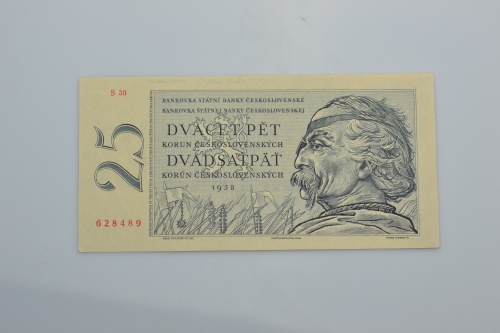 S 30
BANKOVKA STÁTNÍ BANKY ČESKOSLOVENSKÉ
BANKOVKA ŠTÁTNEJ BANKY ČESKOSLOVENSKEJ
DVACET PĚT
KORUN ČESKOSLOVENSKÝCH
DVADSAŤPÄŤ
KORÚN ČESKOSLOVENSKÝCH
1958
25
628489